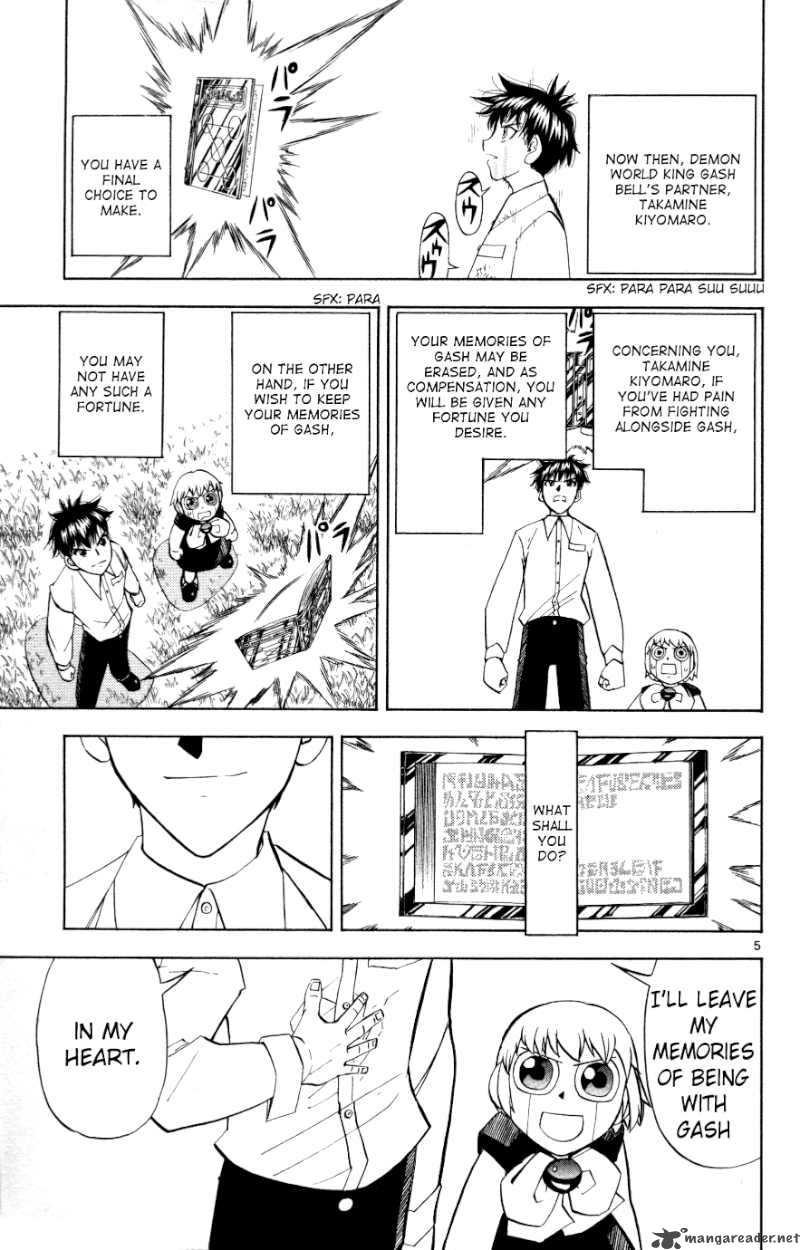 NOW THEN, DEMON
WORLD KING GASH
BELL'S PARTNER,
TAKAMINE
KIYOMARO.
パラ
パラ
スゥ
スゥゥ
YOU HAVE A
FINAL
CHOICE TO
MAKE.
SFX: PARA PARA SUU SUUU
SFX: PARA
CONCERNING YOU,
TAKAMINE
KIYOMARO, IF
YOU'VE HAD PAIN
FROM FIGHTING
ALONGSIDE GASH,
YOUR MEMORIES OF
GASH MAY BE
ERASED, AND AS
COMPENSATION, YOU
WILL BE GIVEN ANY
FORTUNE YOU
DESIRE.
ON THE OTHER
HAND, IF YOU
WISH TO KEEP
YOUR MEMORIES
OF GASH,
パラ
YOU MAY
NOT HAVE
ANY SUCH A
FORTUNE.
WHAT
SHALL
YOU
DO?
5
I'LL LEAVE
MY
MEMORIES
OF BEING
WITH
GASH
IN MY
HEART.
mangareader.net